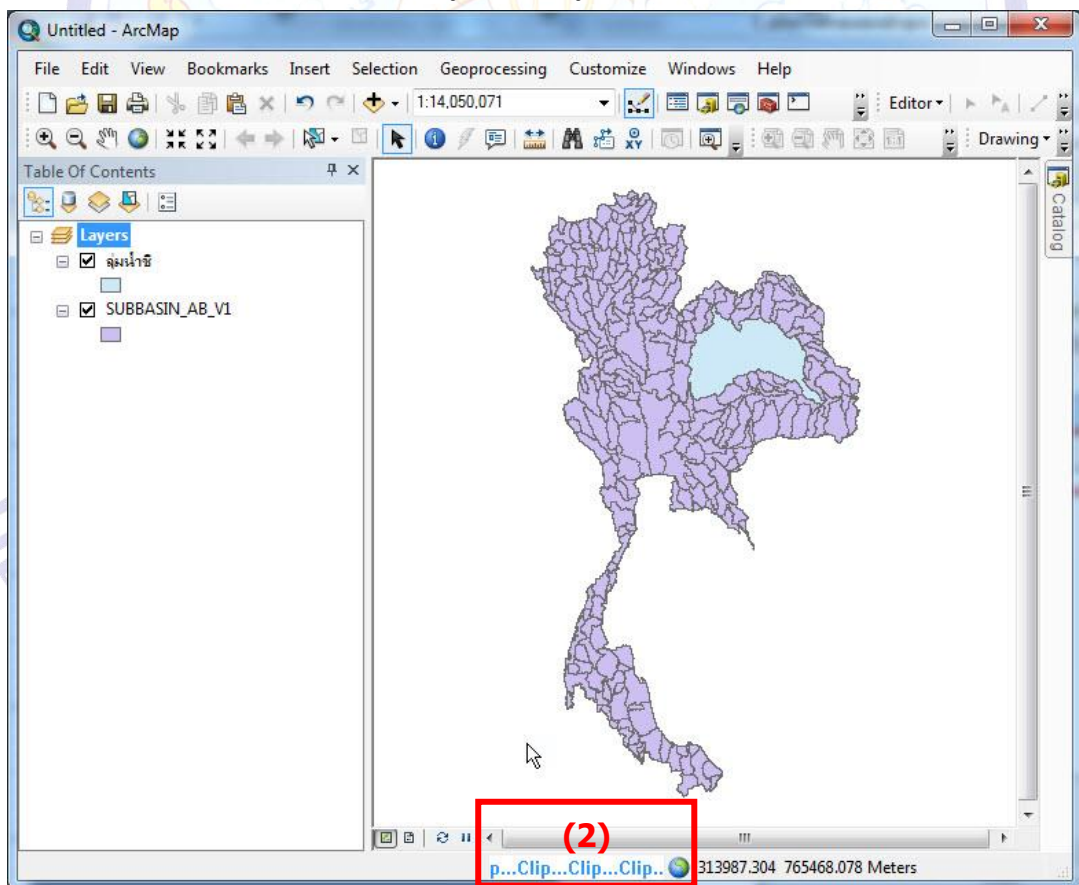 Untitled - ArcMap
File Edit View Bookmarks Insert Selection Geoprocessing Customize Windows Help
1:14,050,071
Editor
Drawing
Table Of Contents
Catalog
Layers
ลุ่มน้ำชี
SUBBASIN_AB_V1
(2)
p...Clip...Clip...Clip..
313987.304 765468.078 Meters